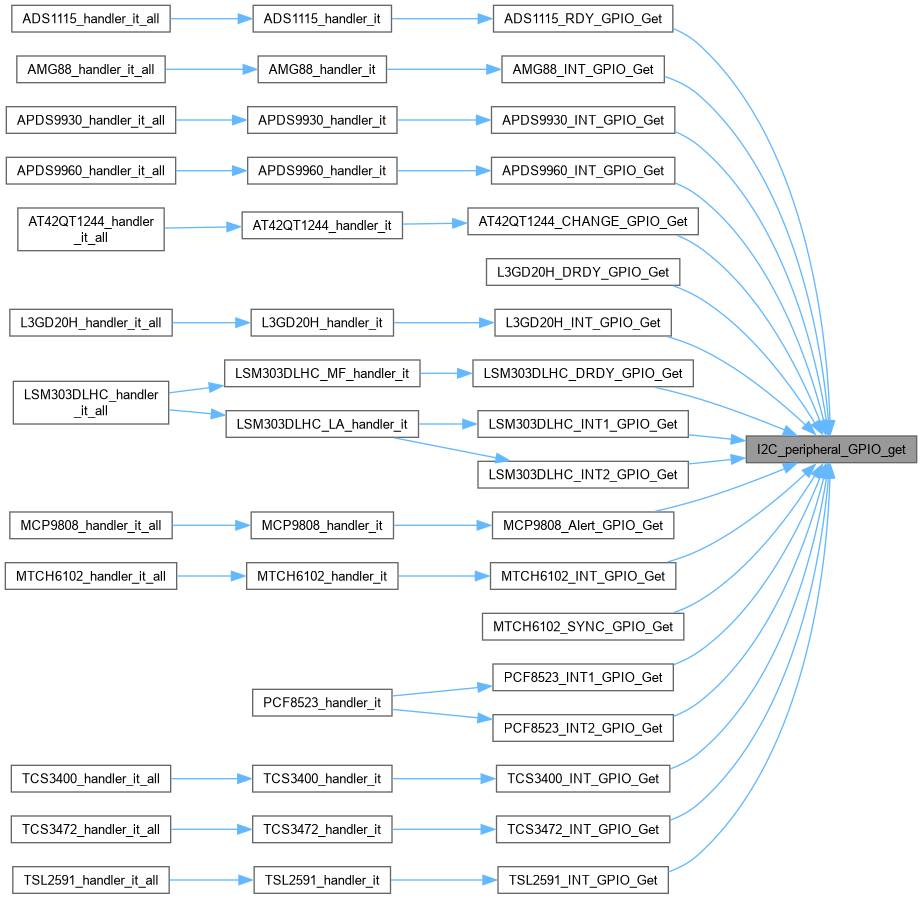 ADS1115_handler_it_all
ADS1115_handler_it
ADS1115_RDY_GPIO_Get
AMG88_handler_it_all
AMG88_handler_it
AMG88_INT_GPIO_Get
APDS9930_handler_it_all
APDS9930_handler_it
APDS9930_INT_GPIO_Get
APDS9960_handler_it_all
APDS9960_handler_it
APDS9960_INT_GPIO_Get
AT42QT1244_handler
_it_all
AT42QT1244_handler_it
AT42QT1244_CHANGE_GPIO_Get
L3GD20H_DRDY_GPIO_Get
L3GD20H_handler_it_all
L3GD20H_handler_it
L3GD20H_INT_GPIO_Get
LSM303DLHC_handler
_it_all
LSM303DLHC_MF_handler_it
LSM303DLHC_DRDY_GPIO_Get
LSM303DLHC_LA_handler_it
LSM303DLHC_INT1_GPIO_Get
I2C_peripheral_GPIO_get
LSM303DLHC_INT2_GPIO_Get
MCP9808_handler_it_all
MCP9808_handler_it
MCP9808_Alert_GPIO_Get
MTCH6102_handler_it_all
MTCH6102_handler_it
MTCH6102_INT_GPIO_Get
MTCH6102_SYNC_GPIO_Get
PCF8523_handler_it
PCF8523_INT1_GPIO_Get
PCF8523_INT2_GPIO_Get
TCS3400_handler_it_all
TCS3400_handler_it
TCS3400_INT_GPIO_Get
TCS3472_handler_it_all
TCS3472_handler_it
TCS3472_INT_GPIO_Get
TSL2591_handler_it_all
TSL2591_handler_it
TSL2591_INT_GPIO_Get